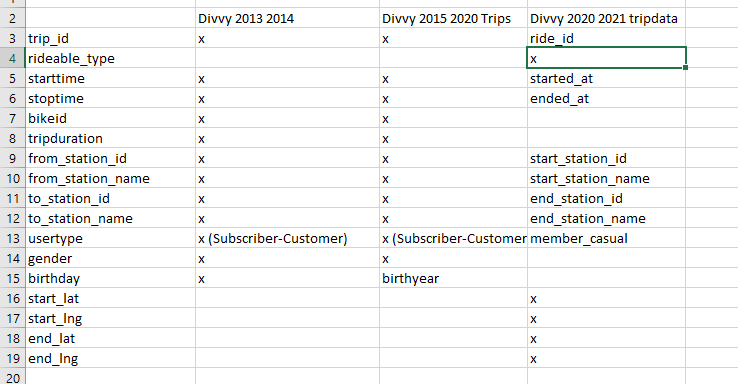 2 Divvy 2013 2014 Divvy 2015 2020 Trips Divvy 2020 2021 tripdata
3 trip_id x x ride_id
4 rideable_type x
5 starttime x x started_at
6 stoptime x x ended_at
7 bikeid x x
8 tripduration x x
9 from_station_id x x start_station_id
10 from_station_name x x start_station_name
11 to_station_id x x end_station_id
12 to_station_name x x end_station_name
13 usertype x (Subscriber-Customer) x (Subscriber-Customer member_casual
14 gender x x
15 birthday x birthyear
16 start_lat x
17 start_lng x
18 end_lat x
19 end_lng x
20